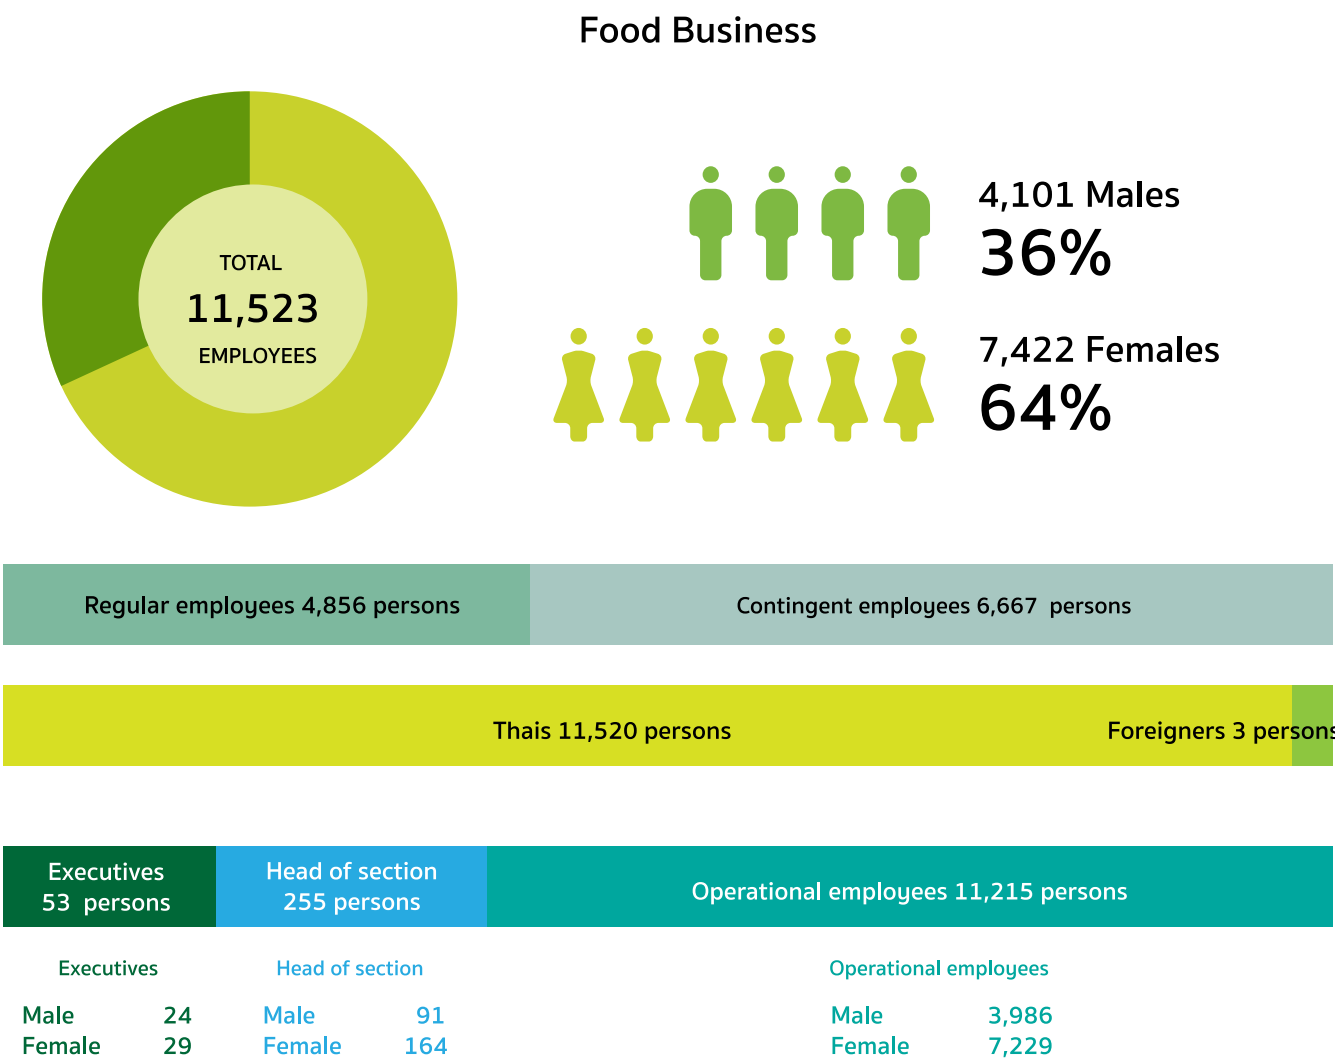 Food Business
TOTAL
11,523
EMPLOYEES
4,101 Males
36%
7,422 Females
64%
Regular employees 4,856 persons
Contingent employees 6,667 persons
Thais 11,520 persons
Foreigners 3 persons
Executives
53 persons
Head of section
255 persons
Operational employees 11,215 persons
Executives
Male 24
Female 29
Head of section
Male 91
Female 164
Operational employees
Male 3,986
Female 7,229